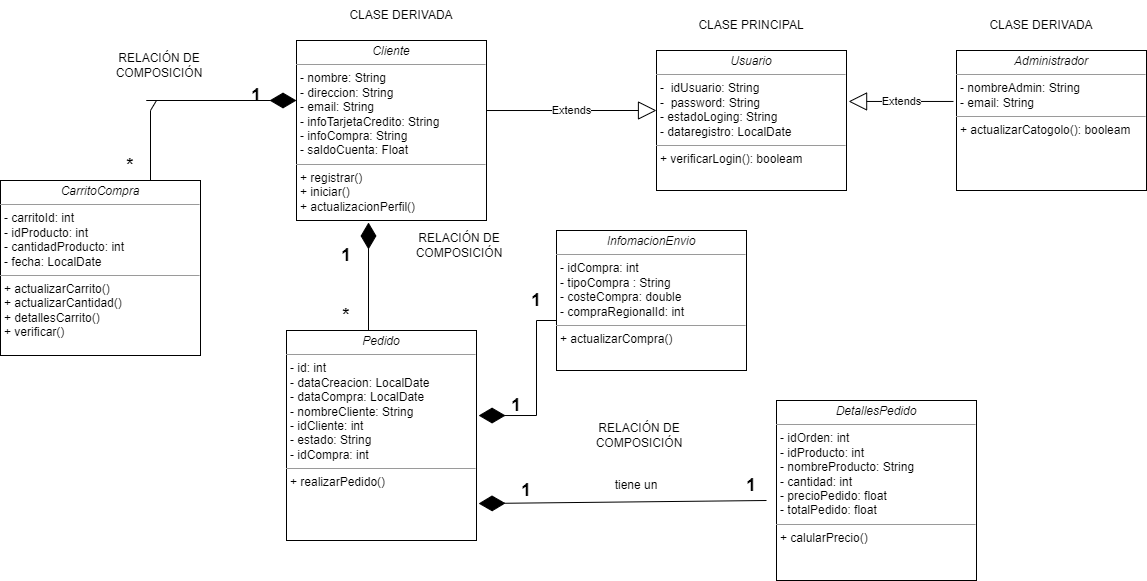 CLASE DERIVADA
CLASE PRINCIPAL
CLASE DERIVADA
RELACIÓN DE
COMPOSICIÓN
Cliente
- nombre: String
- direccion: String
- email: String
- infoTarjetaCredito: String
- infoCompra: String
- saldoCuenta: Float
+ registrar()
+ iniciar()
+ actualizacionPerfil()
Extends
Usuario
- idUsuario: String
- password: String
- estadoLoging: String
- dataregistro: LocalDate
+ verificarLogin(): booleam
Extends
Administrador
- nombreAdmin: String
- email: String
+ actualizarCatogolo(): booleam
1
*
CarritoCompra
- carritoId: int
- idProducto: int
- cantidadProducto: int
- fecha: LocalDate
+ actualizarCarrito()
+ actualizarCantidad()
+ detallesCarrito()
+ verificar()
1
RELACIÓN DE
COMPOSICIÓN
*
Pedido
- id: int
- dataCreacion: LocalDate
- dataCompra: LocalDate
- nombreCliente: String
- idCliente: int
- estado: String
- idCompra: int
+ realizarPedido()
InfomacionEnvio
- idCompra: int
- tipoCompra : String
- costeCompra: double
- compraRegionalId: int
+ actualizarCompra()
1
1
RELACIÓN DE
COMPOSICIÓN
1
tiene un
1
DetallesPedido
- idOrden: int
- idProducto: int
- nombreProducto: String
- cantidad: int
- precioPedido: float
- totalPedido: float
+ calularPrecio()